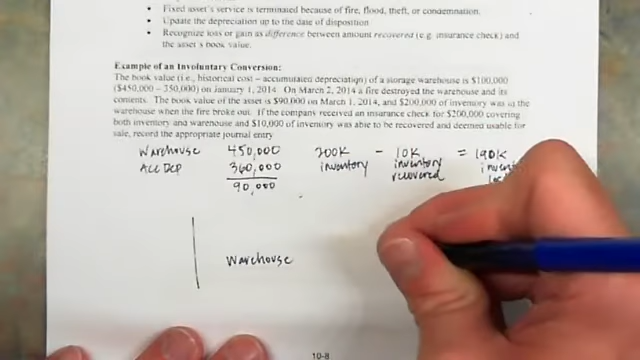 • Fixed asset's service is terminated because of fire, flood, theft, or condemnation.
• Update the depreciation up to the date of disposition.
• Recognize loss or gain as difference between amount recovered (e.g. insurance check) and
the asset's book value.
Example of an Involuntary Conversion:
The book value (i.e., historical cost – accumulated depreciation) of a storage warehouse is $100,000
($450,000 – 350,000) on January 1, 2014. On March 2, 2014 a fire destroyed the warehouse and its
contents. The book value of the asset is $90,000 on March 1, 2014, and $200,000 of inventory was in the
warehouse when the fire broke out. If the company received an insurance check for $200,000 covering
both inventory and warehouse and $10,000 of inventory was able to be recovered and deemed usable for
sale, record the appropriate journal entry
Warehouse 450,000 200K - 10K = 190K
Acc Dep 360,000 inventory inventory
90,000 recovered
Warehouse
10-8